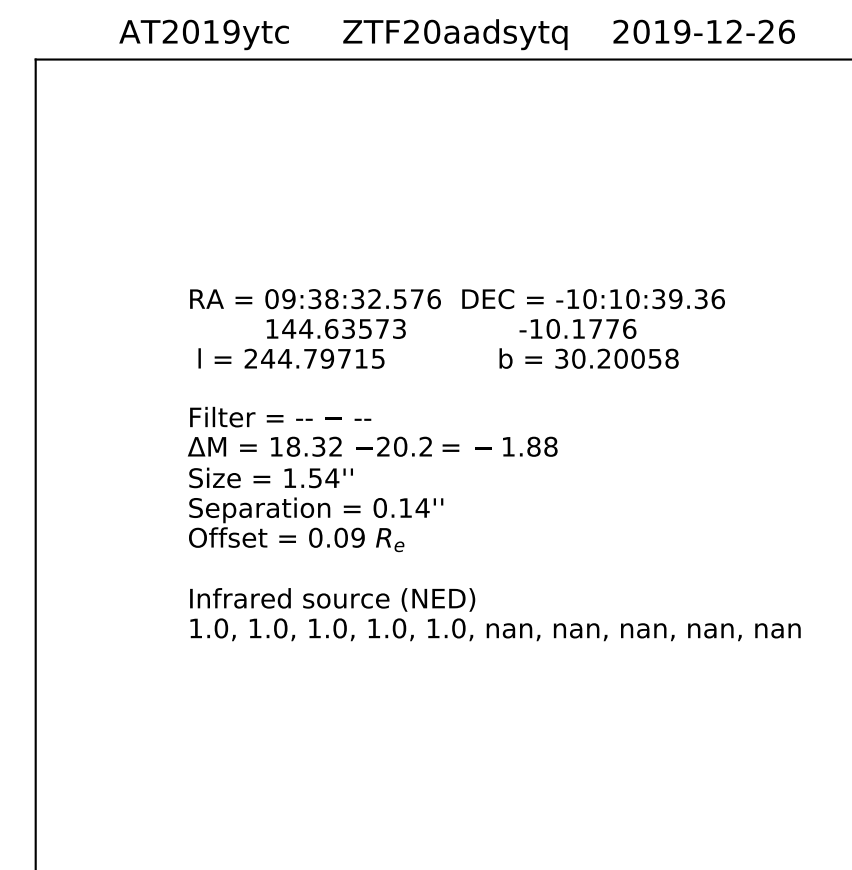 AT2019ytc ZTF20aadsytq 2019-12-26
RA = 09:38:32.576 DEC = -10:10:39.36
144.63573 -10.1776
l = 244.79715 b = 30.20058
Filter = -- − --
ΔM = 18.32 −20.2 = − 1.88
Size = 1.54''
Separation = 0.14''
Offset = 0.09 Re
Infrared source (NED)
1.0, 1.0, 1.0, 1.0, 1.0, nan, nan, nan, nan, nan